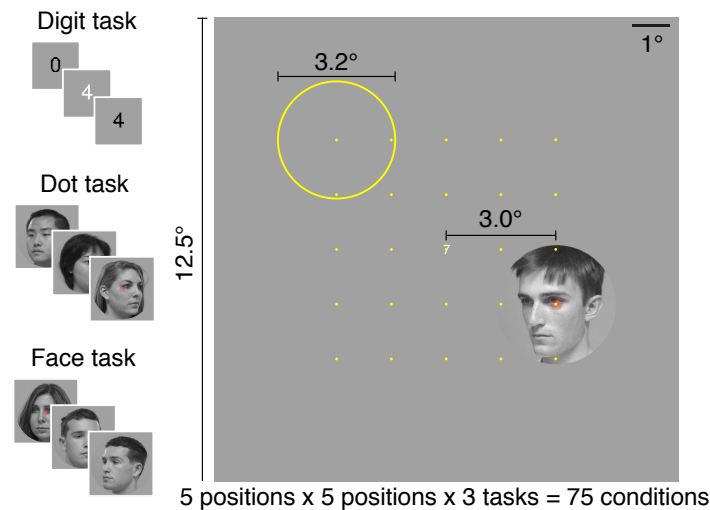 Digit task
0
4
4
Dot task
Face task
12.5°
3.2°
1°
3.0°
7
5 positions x 5 positions x 3 tasks = 75 conditions